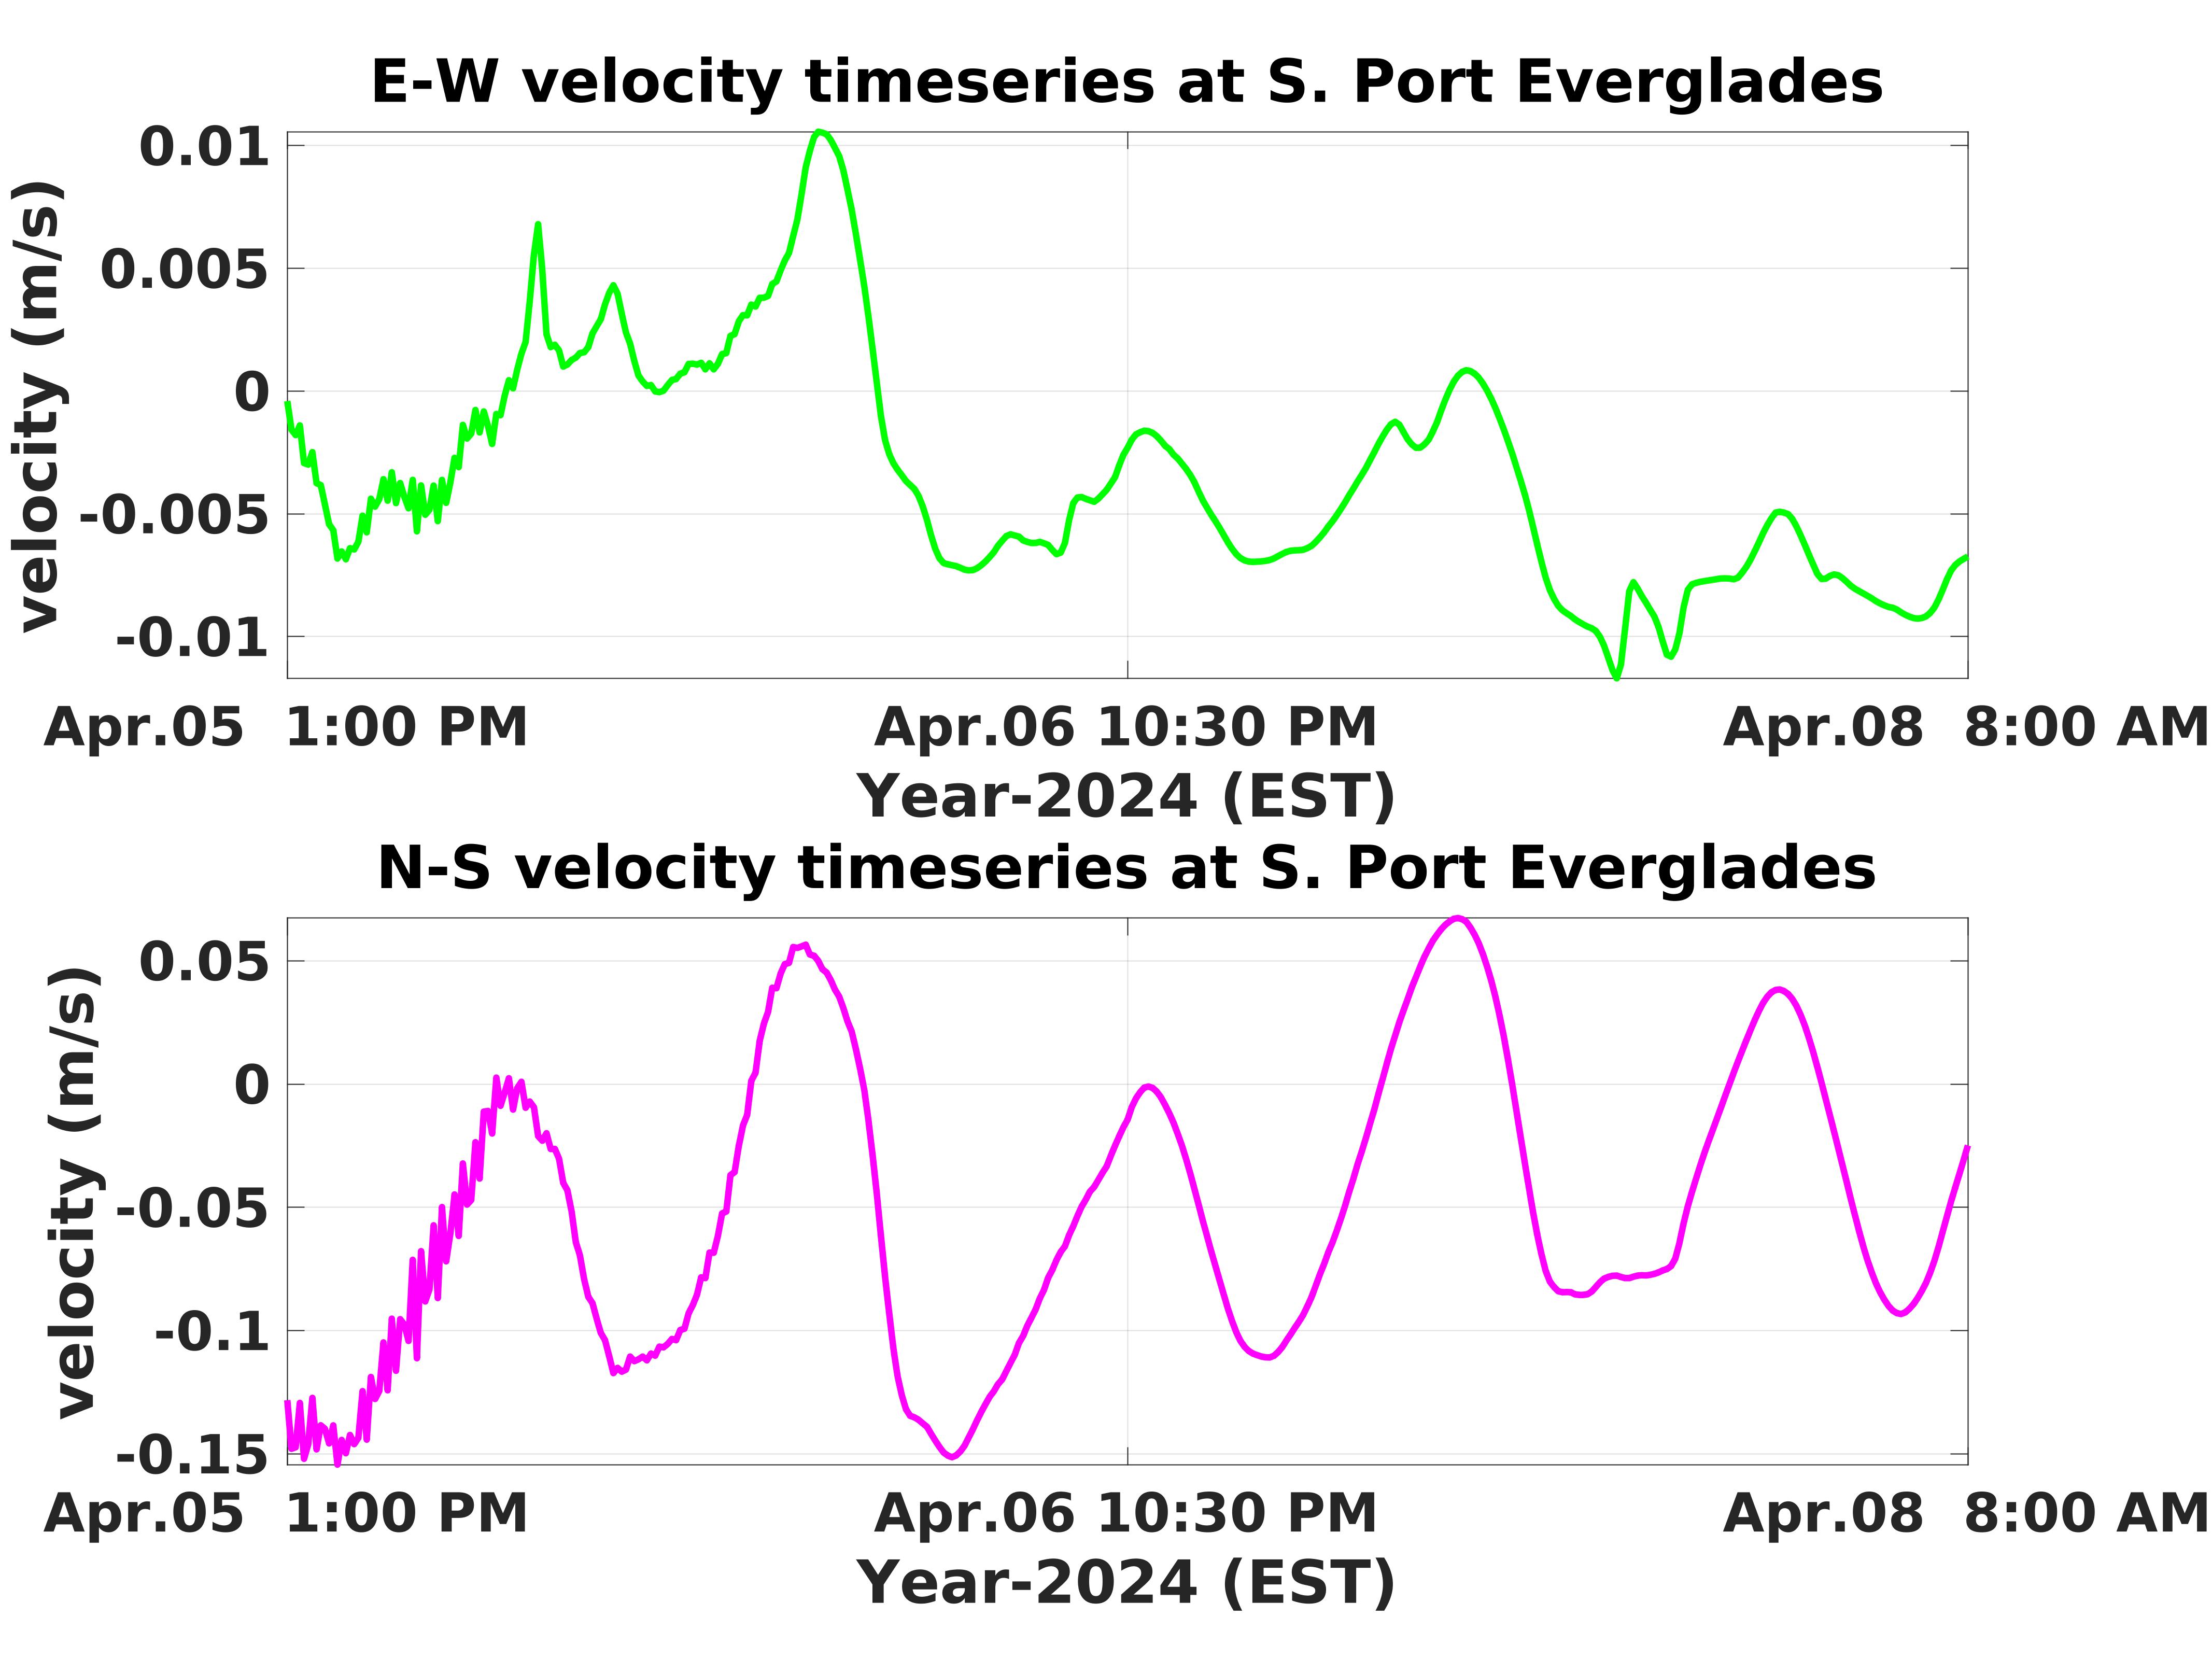 E-W velocity timeseries at S. Port Everglades
velocity (m/s)
0.01
0.005
0
-0.005
-0.01
Apr.05  1:00 PM
Apr.06 10:30 PM
Apr.08  8:00 AM
Year-2024 (EST)
N-S velocity timeseries at S. Port Everglades
velocity (m/s)
0.05
0
-0.05
-0.1
-0.15
Apr.05  1:00 PM
Apr.06 10:30 PM
Apr.08  8:00 AM
Year-2024 (EST)